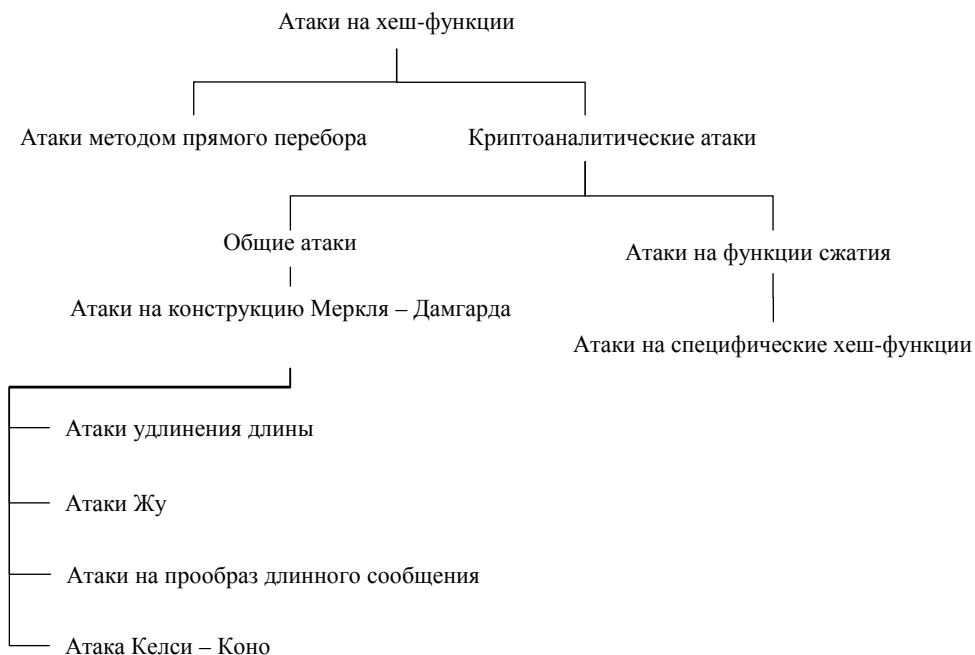 Атаки на хеш-функции
Атаки методом прямого перебора
Криптоаналитические атаки
Общие атаки
Атаки на функции сжатия
Атаки на конструкцию Меркля – Дамгарда
Атаки на специфические хеш-функции
Атаки удлинения длины
Атаки Жу
Атаки на прообраз длинного сообщения
Атака Келси – Коно